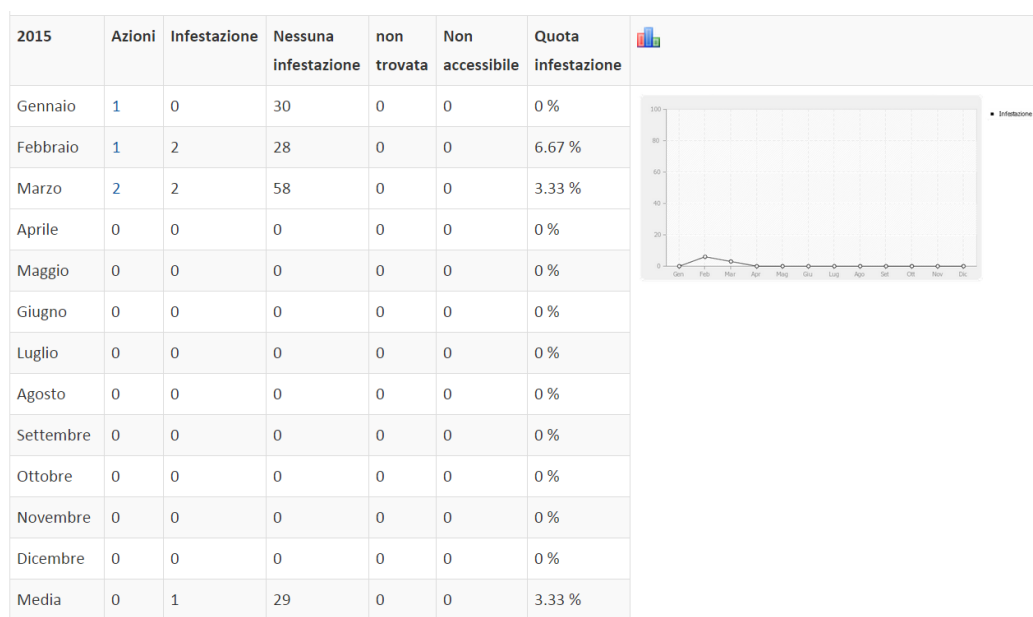 2015 Azioni Infestazione Nessuna infestazione non trovata Non accessibile Quota infestazione
Gennaio 1 0 30 0 0 0 %
Febbraio 1 2 28 0 0 6.67 %
Marzo 2 2 58 0 0 3.33 %
Aprile 0 0 0 0 0 0 %
Maggio 0 0 0 0 0 0 %
Giugno 0 0 0 0 0 0 %
Luglio 0 0 0 0 0 0 %
Agosto 0 0 0 0 0 0 %
Settembre 0 0 0 0 0 0 %
Ottobre 0 0 0 0 0 0 %
Novembre 0 0 0 0 0 0 %
Dicembre 0 0 0 0 0 0 %
Media 0 1 29 0 0 3.33 %
100
80
60
40
20
0
Gen Feb Mar Apr Mag Giu Lug Ago Set Ott Nov Dic
Infestazione